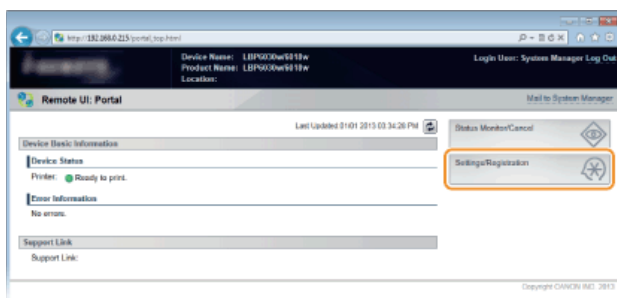 http://192.168.0.215/portal_top.html
Device Name: LBP6030w/6018w
Product Name: LBP6030w/6018w
Location:
Login User: System Manager Log Out
Remote UI: Portal
Mail to System Manager
Last Updated 01/01 2013 03:34:26 PM
Device Basic Information
Device Status
Printer: Ready to print.
Error Information
No errors.
Support Link
Support Link:
Status Monitor/Cancel
Settings/Registration
Copyright CANON INC. 2013